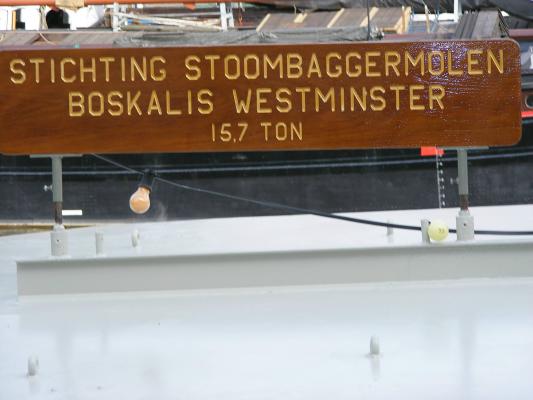 STICHTING STOOMBAGGERMOLEN
BOSKALIS WESTMINSTER
15,7 TON